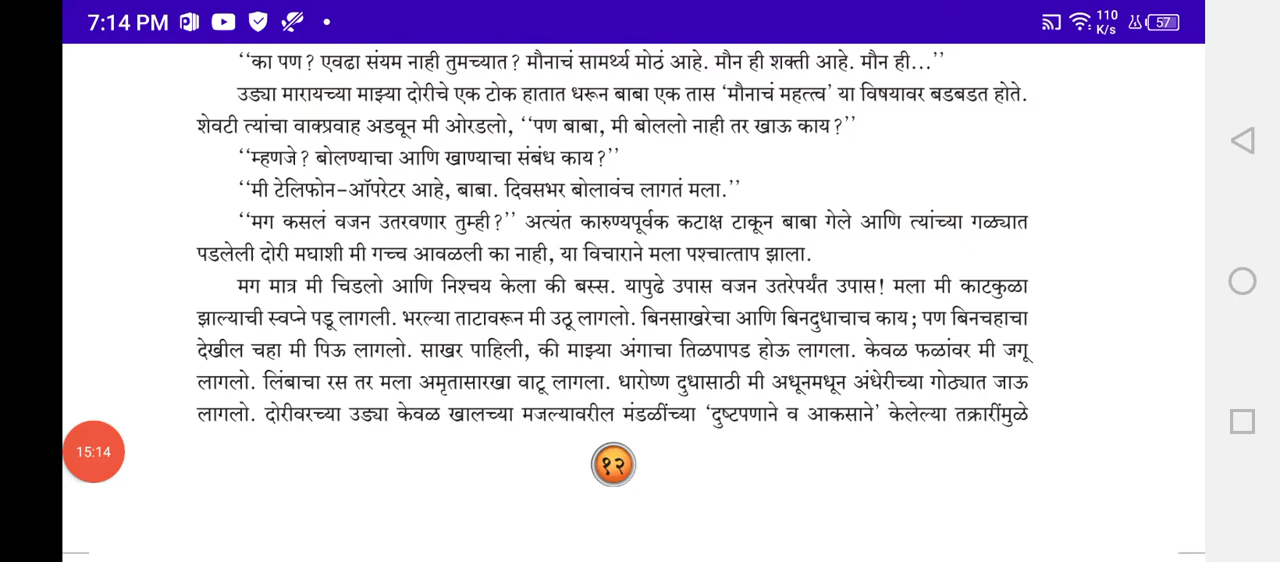 7:14 PM
110
K/s
57
‘‘का पण? एवढा संयम नाही तुमच्यात? मौनाचं सामर्थ्य मोठं आहे. मौन ही शक्ती आहे. मौन ही...’’
उड्या मारायच्या माझ्या दोरीचे एक टोक हातात धरून बाबा एक तास ‘मौनाचं महत्त्व’ या विषयावर बडबडत होते.
शेवटी त्यांचा वाक्प्रवाह अडवून मी ओरडलो, ‘‘पण बाबा, मी बोललो नाही तर खाऊ काय?’’
‘‘म्हणजे? बोलण्याचा आणि खाण्याचा संबंध काय?’’
‘‘मी टेलिफोन-ऑपरेटर आहे, बाबा. दिवसभर बोलावंच लागतं मला.’’
‘‘मग कसलं वजन उतरवणार तुम्ही?’’ अत्यंत कारुण्यपूर्वक कटाक्ष टाकून बाबा गेले आणि त्यांच्या गळ्यात
पडलेली दोरी मघाशी मी गच्च आवळली का नाही, या विचाराने मला पश्चात्ताप झाला.
मग मात्र मी चिडलो आणि निश्चय केला की बस्स. यापुढे उपास वजन उतरेपर्यंत उपास! मला मी काटकुळा
झाल्याची स्वप्ने पडू लागली. भरल्या ताटावरून मी उठू लागलो. बिनसाखरेचा आणि बिनदुधाचाच काय; पण बिनचहाचा
देखील चहा मी पिऊ लागलो. साखर पाहिली, की माझ्या अंगाचा तिळपापड होऊ लागला. केवळ फळांवर मी जगू
लागलो. लिंबाचा रस तर मला अमृतासारखा वाटू लागला. धारोष्ण दुधासाठी मी अधूनमधून अंधेरीच्या गोठ्यात जाऊ
लागलो. दोरीवरच्या उड्या केवळ खालच्या मजल्यावरील मंडळींच्या ‘दुष्टपणाने व आकसाने’ केलेल्या तक्रारींमुळे
15:14
१२